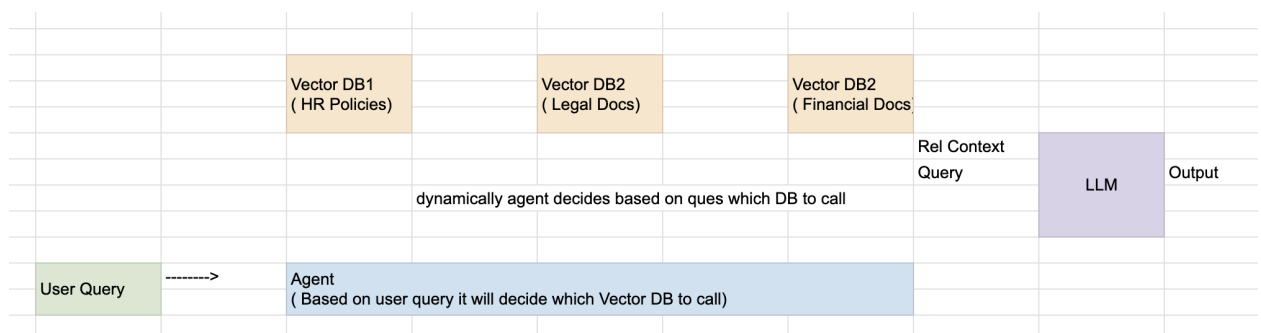 Vector DB1
( HR Policies)
Vector DB2
( Legal Docs)
Vector DB2
( Financial Docs
Rel Context
Query
LLM
Output
dynamically agent decides based on ques which DB to call
User Query
-------->
Agent
( Based on user query it will decide which Vector DB to call)